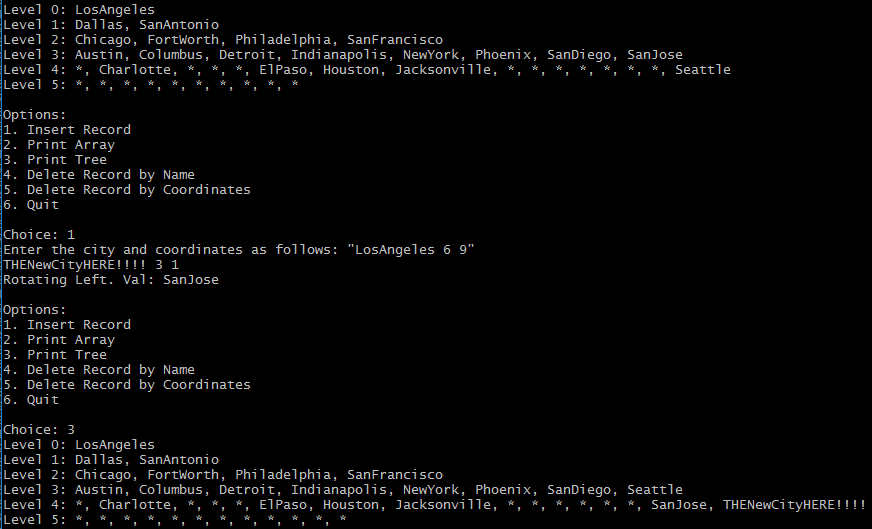 Level 0: LosAngeles
Level 1: Dallas, SanAntonio
Level 2: Chicago, FortWorth, Philadelphia, SanFrancisco
Level 3: Austin, Columbus, Detroit, Indianapolis, NewYork, Phoenix, SanDiego, SanJose
Level 4: *, Charlotte, *, *, *, ElPaso, Houston, Jacksonville, *, *, *, *, *, *, *, Seattle
Level 5: *, *, *, *, *, *, *, *, *, *
Options:
1. Insert Record
2. Print Array
3. Print Tree
4. Delete Record by Name
5. Delete Record by Coordinates
6. Quit
Choice: 1
Enter the city and coordinates as follows: "LosAngeles 6 9"
THENewCityHERE!!!! 3 1
Rotating Left. Val: SanJose
Options:
1. Insert Record
2. Print Array
3. Print Tree
4. Delete Record by Name
5. Delete Record by Coordinates
6. Quit
Choice: 3
Level 0: LosAngeles
Level 1: Dallas, SanAntonio
Level 2: Chicago, FortWorth, Philadelphia, SanFrancisco
Level 3: Austin, Columbus, Detroit, Indianapolis, NewYork, Phoenix, SanDiego, Seattle
Level 4: *, Charlotte, *, *, *, ElPaso, Houston, Jacksonville, *, *, *, *, *, *, SanJose, THENewCityHERE!!!!
Level 5: *, *, *, *, *, *, *, *, *, *, *, *